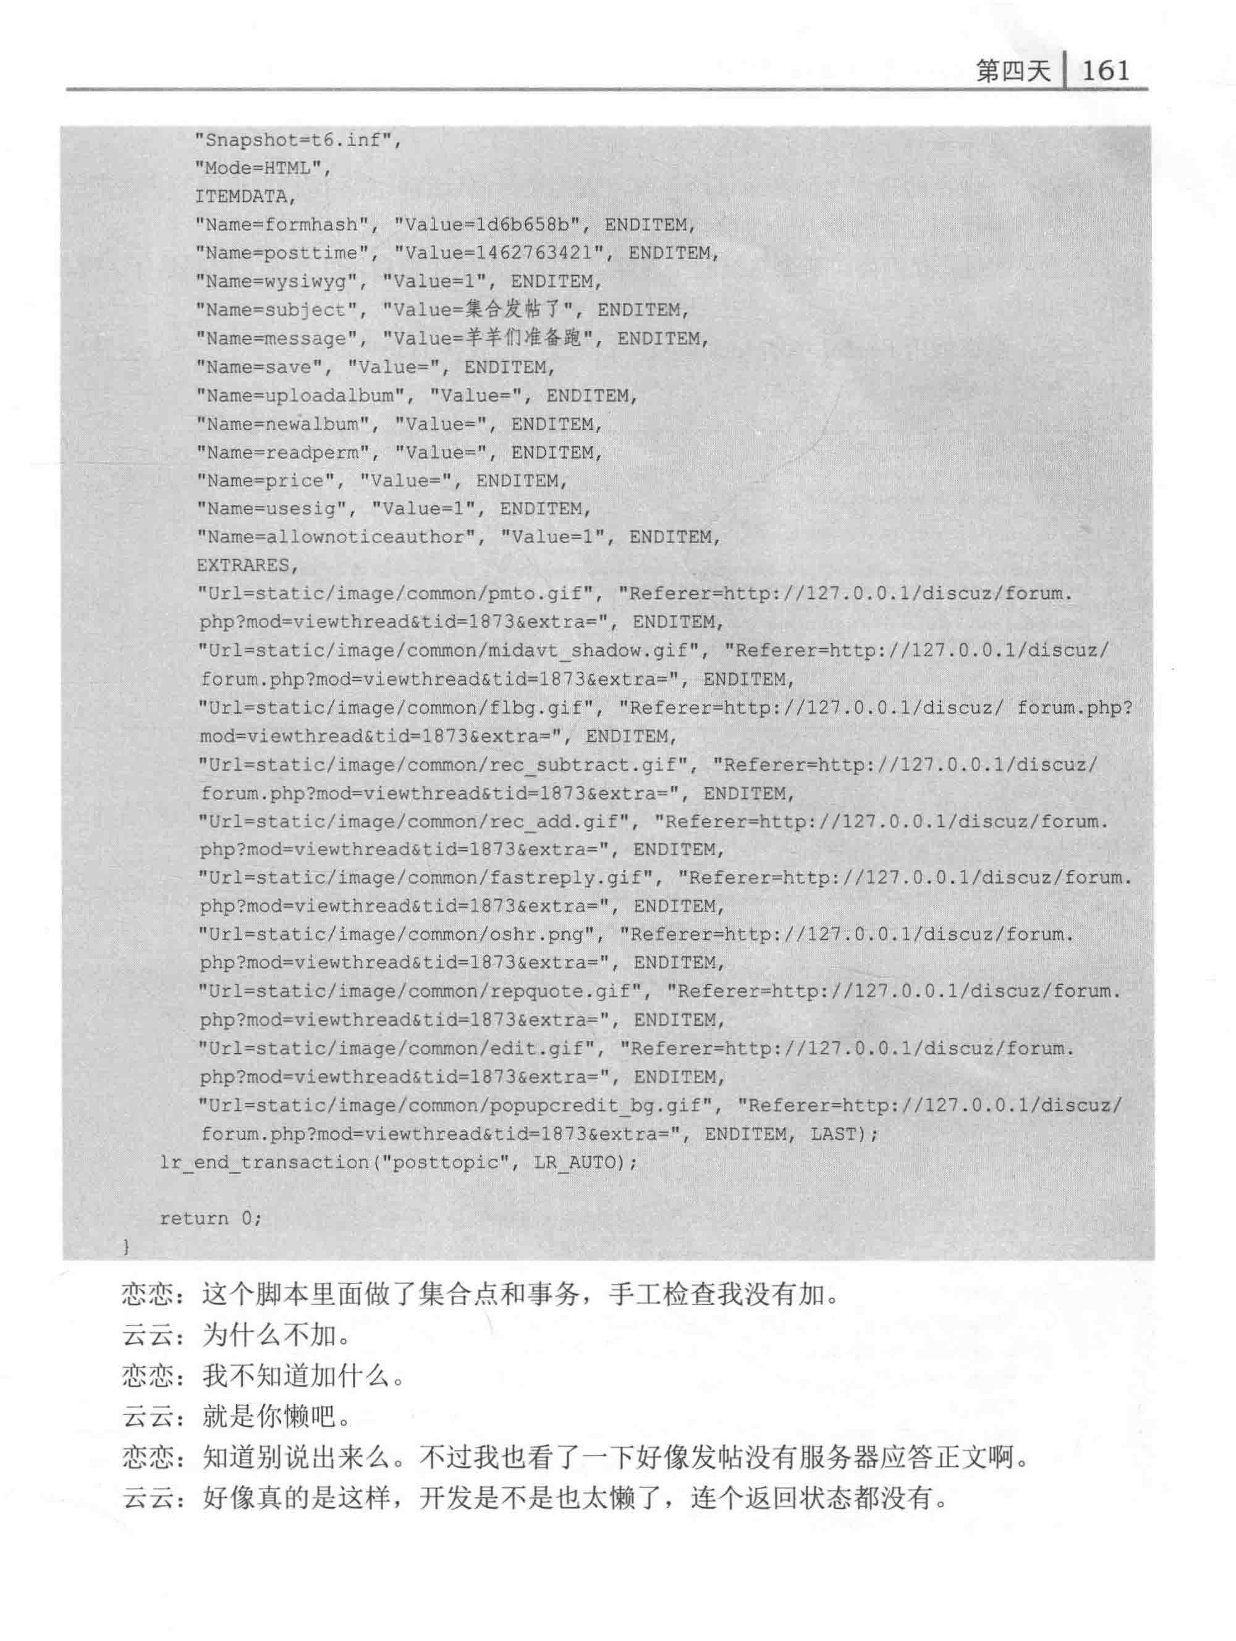 第四天 161
"Snapshot=t6.inf",
"Mode=HTML",
ITEMDATA,
"Name=formhash", "Value=1d6b658b", ENDITEM,
"Name=posttime", "Value=1462763421", ENDITEM,
"Name=wysiwyg", "Value=1", ENDITEM,
"Name=subject", "Value=集合发帖了", ENDITEM,
"Name=message", "Value=羊羊们准备跑", ENDITEM,
"Name=save", "Value=", ENDITEM,
"Name=uploadalbum", "Value=", ENDITEM,
"Name=newalbum", "Value=", ENDITEM,
"Name=readperm", "Value=", ENDITEM,
"Name=price", "Value=", ENDITEM,
"Name=usesig", "Value=1", ENDITEM,
"Name=allownoticeauthor", "Value=1", ENDITEM,
EXTRARES,
"Url=static/image/common/pmto.gif", "Referer=http://127.0.0.1/discuz/forum.
php?mod=viewthread&tid=1873&extra=", ENDITEM,
"Url=static/image/common/midavt_shadow.gif", "Referer=http://127.0.0.1/discuz/
forum.php?mod=viewthread&tid=1873&extra=", ENDITEM,
"Url=static/image/common/flbg.gif", "Referer=http://127.0.0.1/discuz/ forum.php?
mod=viewthread&tid=1873&extra=", ENDITEM,
"Url=static/image/common/rec_subtract.gif", "Referer=http://127.0.0.1/discuz/
forum.php?mod=viewthread&tid=1873&extra=", ENDITEM,
"Url=static/image/common/rec_add.gif", "Referer=http://127.0.0.1/discuz/forum.
php?mod=viewthread&tid=1873&extra=", ENDITEM,
"Url=static/image/common/fastreply.gif", "Referer=http://127.0.0.1/discuz/forum.
php?mod=viewthread&tid=1873&extra=", ENDITEM,
"Url=static/image/common/oshr.png", "Referer=http://127.0.0.1/discuz/forum.
php?mod=viewthread&tid=1873&extra=", ENDITEM,
"Url=static/image/common/repquote.gif", "Referer=http://127.0.0.1/discuz/forum.
php?mod=viewthread&tid=1873&extra=", ENDITEM,
"Url=static/image/common/edit.gif", "Referer=http://127.0.0.1/discuz/forum.
php?mod=viewthread&tid=1873&extra=", ENDITEM,
"Url=static/image/common/popupcredit_bg.gif", "Referer=http://127.0.0.1/discuz/
forum.php?mod=viewthread&tid=1873&extra=", ENDITEM, LAST);
lr_end_transaction("posttopic", LR_AUTO);
return 0;
}
恋恋：这个脚本里面做了集合点和事务，手工检查我没有加。
云云：为什么不加。
恋恋：我不知道加什么。
云云：就是你懒吧。
恋恋：知道别说出来么。不过我也看了一下好像发帖没有服务器应答正文啊。
云云：好像真的是这样，开发是不是也太懒了，连个返回状态都没有。